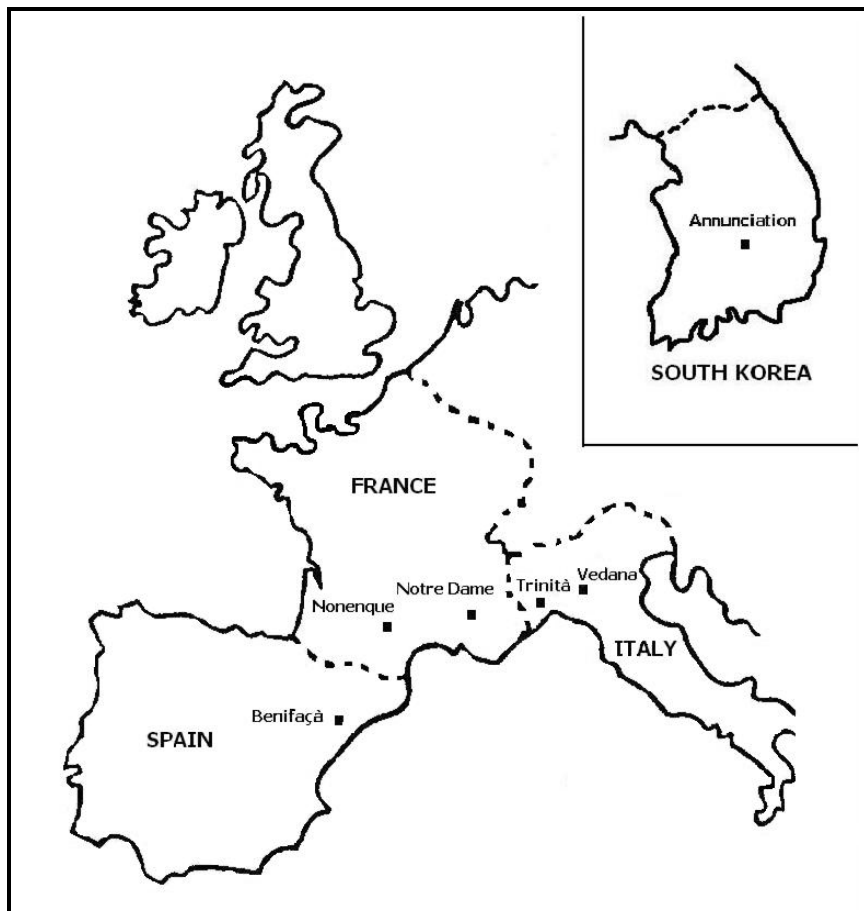 Annunciation
SOUTH KOREA
FRANCE
Notre Dame
Nonenque
Trinità
Vedana
ITALY
Benifaçà
SPAIN